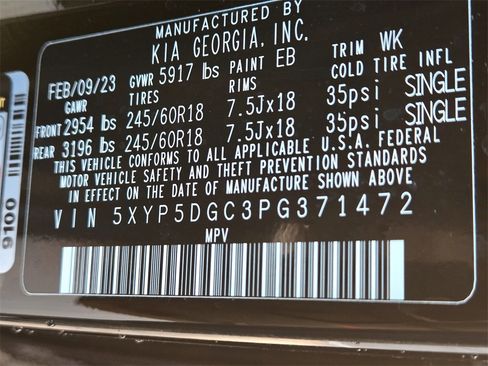 MANUFACTURED BY
KIA GEORGIA, INC.
FEB/09/23 GVWR 5917 lbs PAINT EB TRIM WK
GAWR TIRES RIMS COLD TIRE INFL
FRONT 2954 lbs 245/60R18 7.5Jx18 35psi SINGLE
REAR 3196 lbs 245/60R18 7.5Jx18 35psi SINGLE
THIS VEHICLE CONFORMS TO ALL APPLICABLE U.S.A. FEDERAL
MOTOR VEHICLE SAFETY AND THEFT PREVENTION STANDARDS
IN EFFECT ON THE DATE OF MANUFACTURE SHOWN ABOVE
VIN 5XYP5DGC3PG371472
MPV
9100